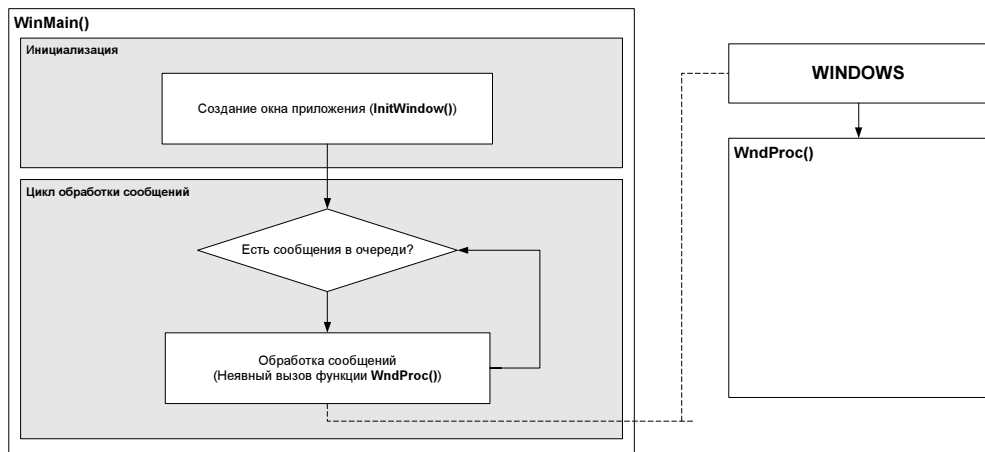 WinMain()
Инициализация
Создание окна приложения (InitWindow())
Цикл обработки сообщений
Есть сообщения в очереди?
Обработка сообщений
(Неявный вызов функции WndProc())
WINDOWS
WndProc()